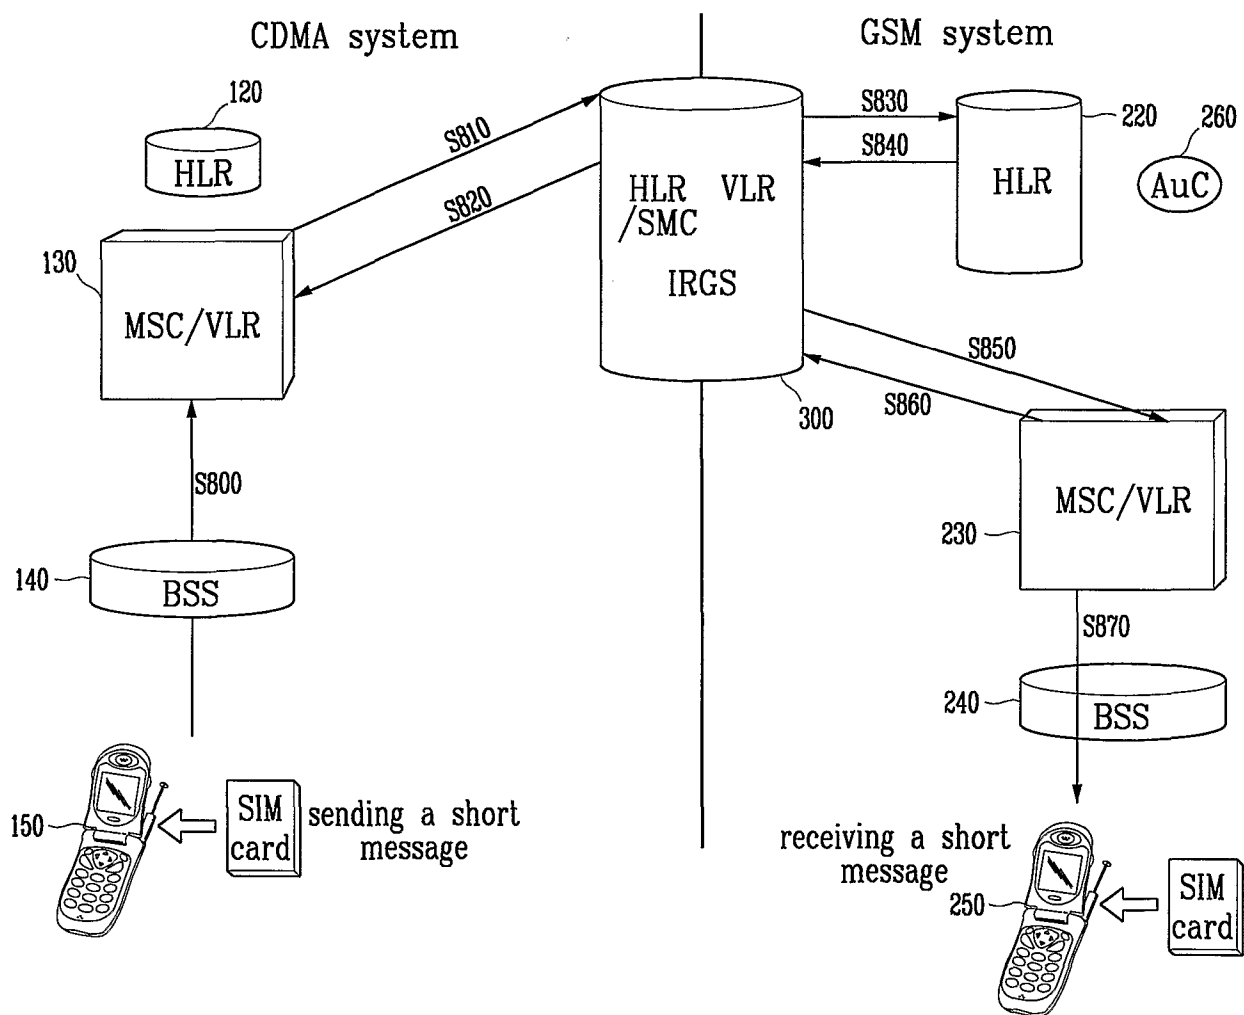 CDMA system
GSM system
120
HLR
S810
S820
S830
S840
220
HLR
260
AuC
HLR VLR
/SMC
IRGS
130
MSC/VLR
S850
S860
300
S800
MSC/VLR
230
140
BSS
S870
240
BSS
150
SIM
card
sending a short
message
receiving a short
message
250
SIM
card